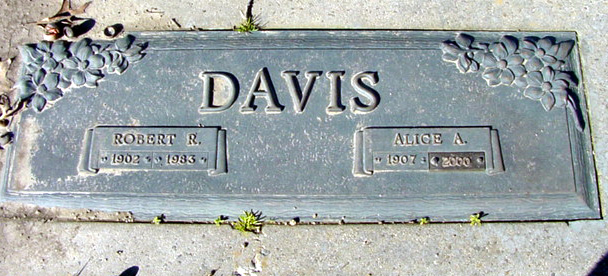 DAVIS
ROBERT R.
1902 1983
ALICE A.
1907 2000